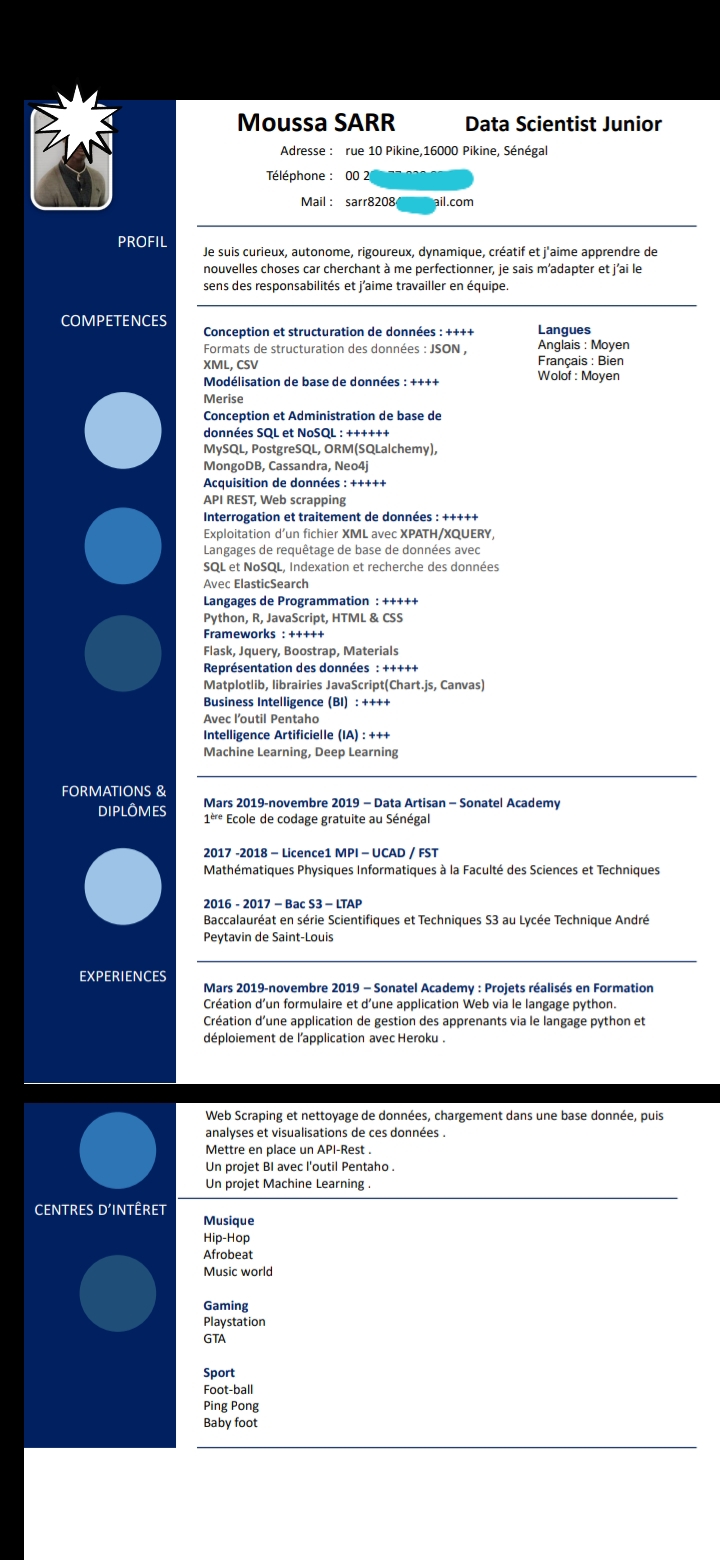 Moussa SARR Data Scientist Junior
Adresse : rue 10 Pikine,16000 Pikine, Sénégal
Téléphone : 00 2
Mail : sarr8208 ail.com
PROFIL
Je suis curieux, autonome, rigoureux, dynamique, créatif et j'aime apprendre de
nouvelles choses car cherchant à me perfectionner, je sais m’adapter et j’ai le
sens des responsabilités et j’aime travailler en équipe.
COMPETENCES
Conception et structuration de données : ++++
Formats de structuration des données : JSON ,
XML, CSV
Modélisation de base de données : ++++
Merise
Conception et Administration de base de
données SQL et NoSQL : ++++++
MySQL, PostgreSQL, ORM(SQLalchemy),
MongoDB, Cassandra, Neo4j
Acquisition de données : +++++
API REST, Web scrapping
Interrogation et traitement de données : +++++
Exploitation d’un fichier XML avec XPATH/XQUERY,
Langages de requêtage de base de données avec
SQL et NoSQL, Indexation et recherche des données
Avec ElasticSearch
Langages de Programmation : +++++
Python, R, JavaScript, HTML & CSS
Frameworks : +++++
Flask, Jquery, Boostrap, Materials
Représentation des données : +++++
Matplotlib, librairies JavaScript(Chart.js, Canvas)
Business Intelligence (BI) : ++++
Avec l’outil Pentaho
Intelligence Artificielle (IA) : +++
Machine Learning, Deep Learning
Langues
Anglais : Moyen
Français : Bien
Wolof : Moyen
FORMATIONS &
DIPLÔMES
Mars 2019-novembre 2019 – Data Artisan – Sonatel Academy
1ère Ecole de codage gratuite au Sénégal
2017 -2018 – Licence1 MPI – UCAD / FST
Mathématiques Physiques Informatiques à la Faculté des Sciences et Techniques
2016 - 2017 – Bac S3 – LTAP
Baccalauréat en série Scientifiques et Techniques S3 au Lycée Technique André
Peytavin de Saint-Louis
EXPERIENCES
Mars 2019-novembre 2019 – Sonatel Academy : Projets réalisés en Formation
Création d’un formulaire et d’une application Web via le langage python.
Création d’une application de gestion des apprenants via le langage python et
déploiement de l’application avec Heroku .
Web Scraping et nettoyage de données, chargement dans une base donnée, puis
analyses et visualisations de ces données .
Mettre en place un API-Rest .
Un projet BI avec l'outil Pentaho .
Un projet Machine Learning .
CENTRES D’INTÊRET
Musique
Hip-Hop
Afrobeat
Music world
Gaming
Playstation
GTA
Sport
Foot-ball
Ping Pong
Baby foot